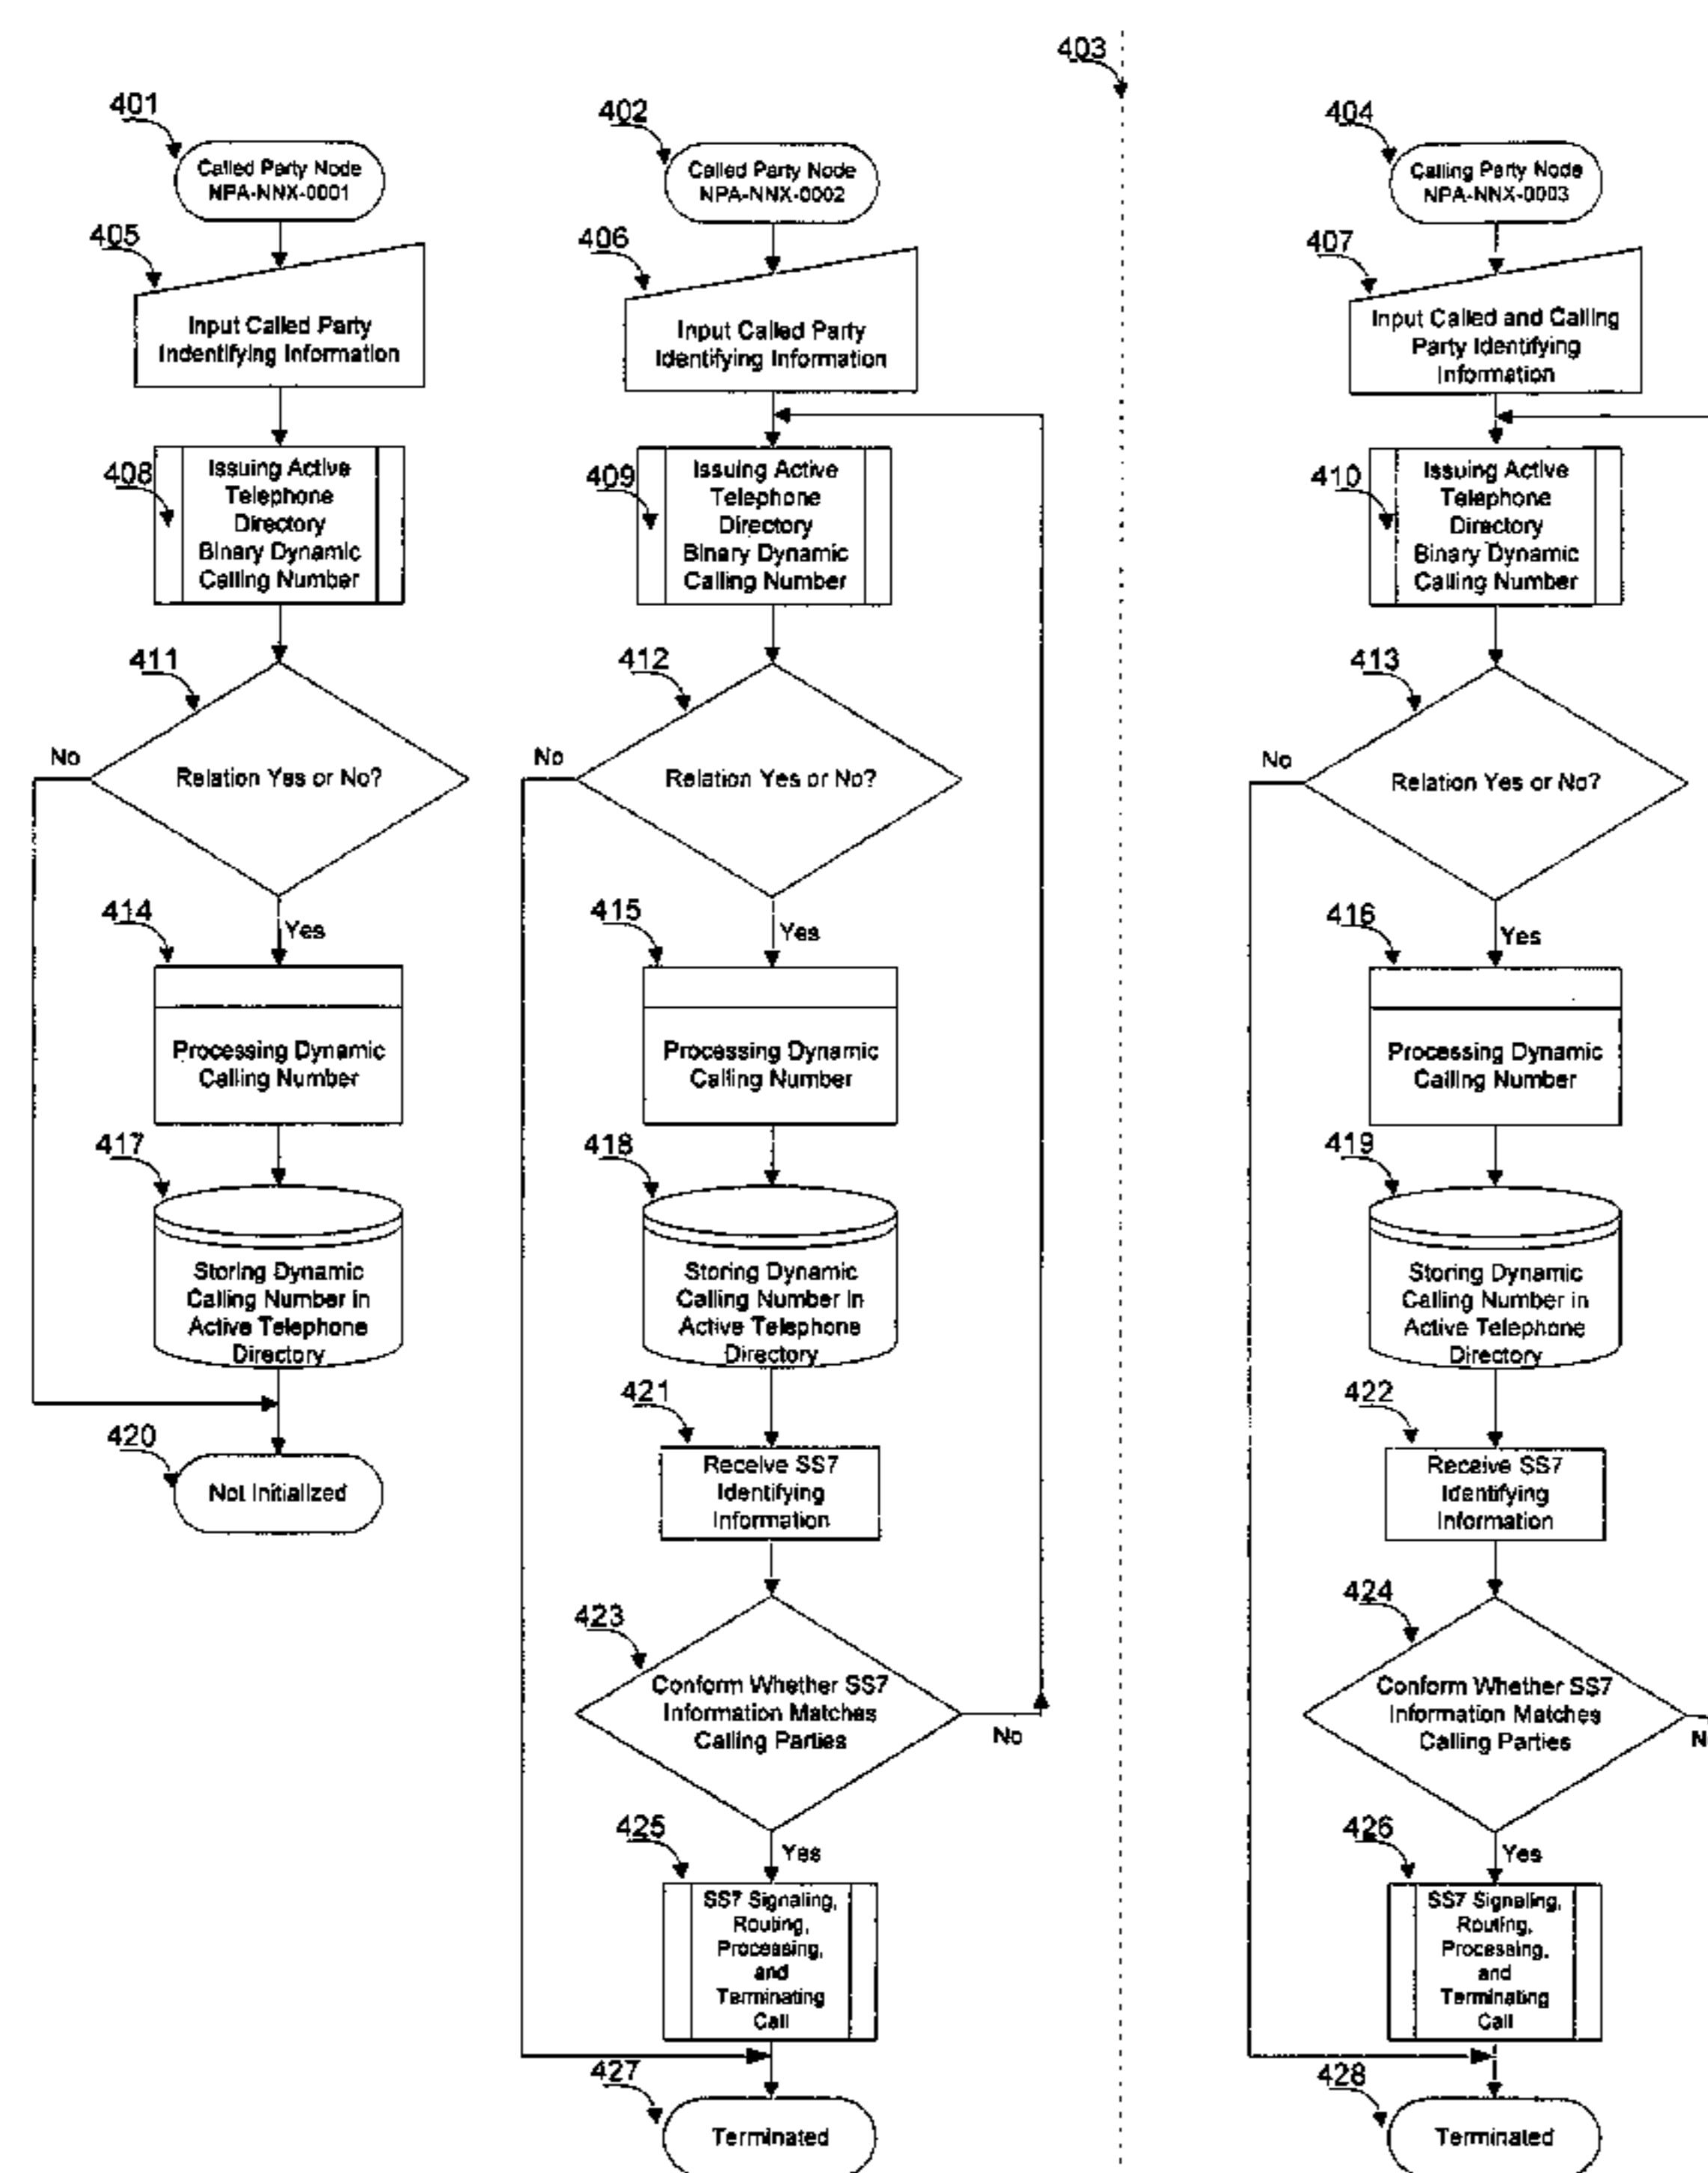 403
401
Called Party Node
NPA-NNX-0001
405
Input Called Party
Indentifying Information
408
Issuing Active
Telephone
Directory
Binary Dynamic
Calling Number
411
No
Relation Yes or No?
414
Yes
Processing Dynamic
Calling Number
417
Storing Dynamic
Calling Number in
Active Telephone
Directory
420
Not Initialized
402
Called Party Node
NPA-NNX-0002
406
Input Called Party
Identifying Information
409
Issuing Active
Telephone
Directory
Binary Dynamic
Calling Number
412
No
Relation Yes or No?
415
Yes
Processing Dynamic
Calling Number
418
Storing Dynamic
Calling Number in
Active Telephone
Directory
421
Receive SS7
Identifying
Information
423
Conform Whether SS7
Information Matches
Calling Parties
No
425
Yes
SS7 Signaling,
Routing,
Processing,
and
Terminating
Call
427
Terminated
404
Calling Party Node
NPA-NNX-0003
407
Input Called and Calling
Party Identifying
Information
410
Issuing Active
Telephone
Directory
Binary Dynamic
Calling Number
413
No
Relation Yes or No?
416
Yes
Processing Dynamic
Calling Number
419
Storing Dynamic
Calling Number in
Active Telephone
Directory
422
Receive SS7
Identifying
Information
424
Conform Whether SS7
Information Matches
Calling Parties
N
426
Yes
SS7 Signaling,
Routing,
Processing,
and
Terminating
Call
428
Terminated